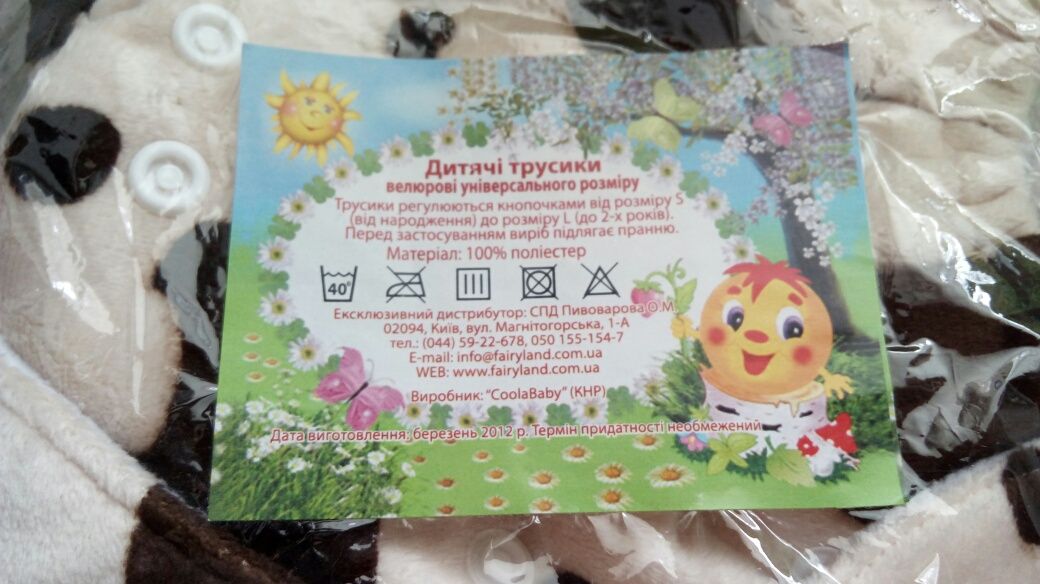 Дитячі трусики
велюрові універсального розміру
Трусики регулюються кнопочками від розміру S
(від народження) до розміру L (до 2-х років).
Перед застосуванням виріб підлягає пранню.
Матеріал: 100% поліестер
40°
Ексклюзивний дистрибутор: СПД Пивоварова О.М.
02094, Київ, вул. Магнітогорська, 1-А
тел.: (044) 59-22-678, 050 155-154-7
E-mail: info@fairyland.com.ua
WEB: www.fairyland.com.ua
Виробник: "CoolaBaby" (КНР)
Дата виготовлення: березень 2012 р. Термін придатності необмежений